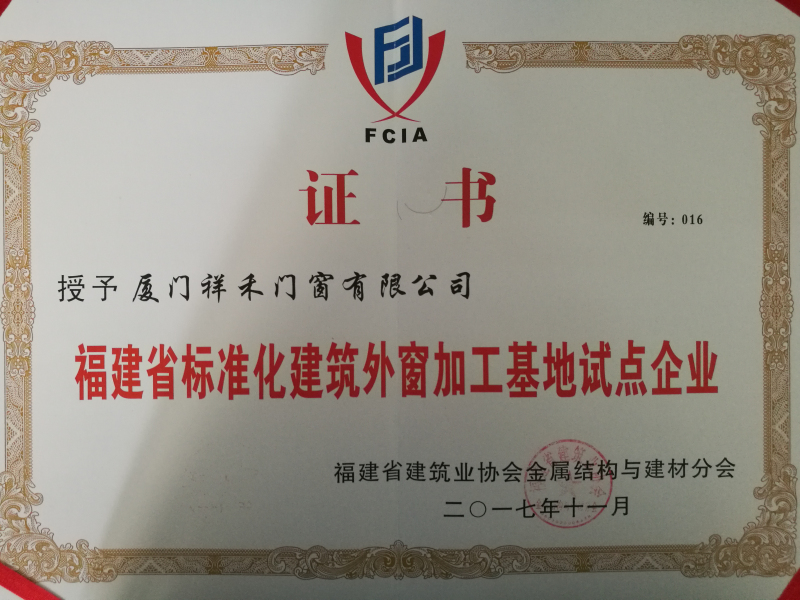 FCIA
证 书
编号：016
授予 厦门祥禾门窗有限公司
福建省标准化建筑外窗加工基地试点企业
福建省建筑业协会金属结构与建材分会
二〇一七年十一月